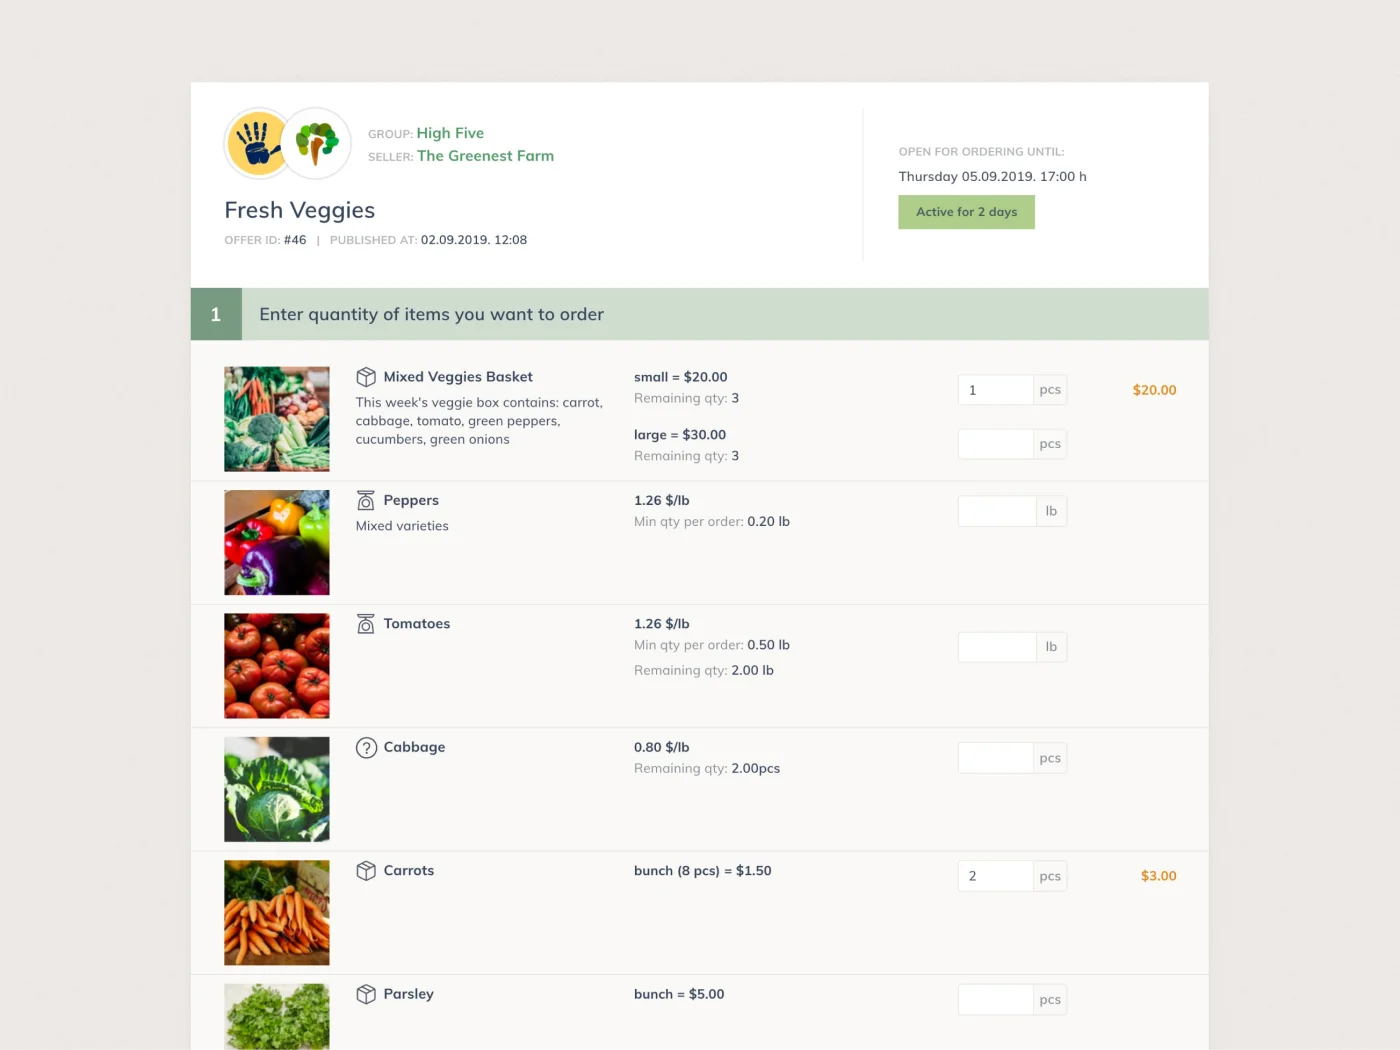 GROUP: High Five
SELLER: The Greenest Farm
Fresh Veggies
OFFER ID: #46 | PUBLISHED AT: 02.09.2019. 12:08
OPEN FOR ORDERING UNTIL:
Thursday 05.09.2019. 17:00 h
Active for 2 days
1 Enter quantity of items you want to order
Mixed Veggies Basket
This week's veggie box contains: carrot,
cabbage, tomato, green peppers,
cucumbers, green onions
small = $20.00
Remaining qty: 3
1 pcs
$20.00
large = $30.00
Remaining qty: 3
pcs
Peppers
Mixed varieties
1.26 $/lb
Min qty per order: 0.20 lb
lb
Tomatoes
1.26 $/lb
Min qty per order: 0.50 lb
Remaining qty: 2.00 lb
lb
? Cabbage
0.80 $/lb
Remaining qty: 2.00pcs
pcs
Carrots
bunch (8 pcs) = $1.50
2 pcs
$3.00
Parsley
bunch = $5.00
pcs